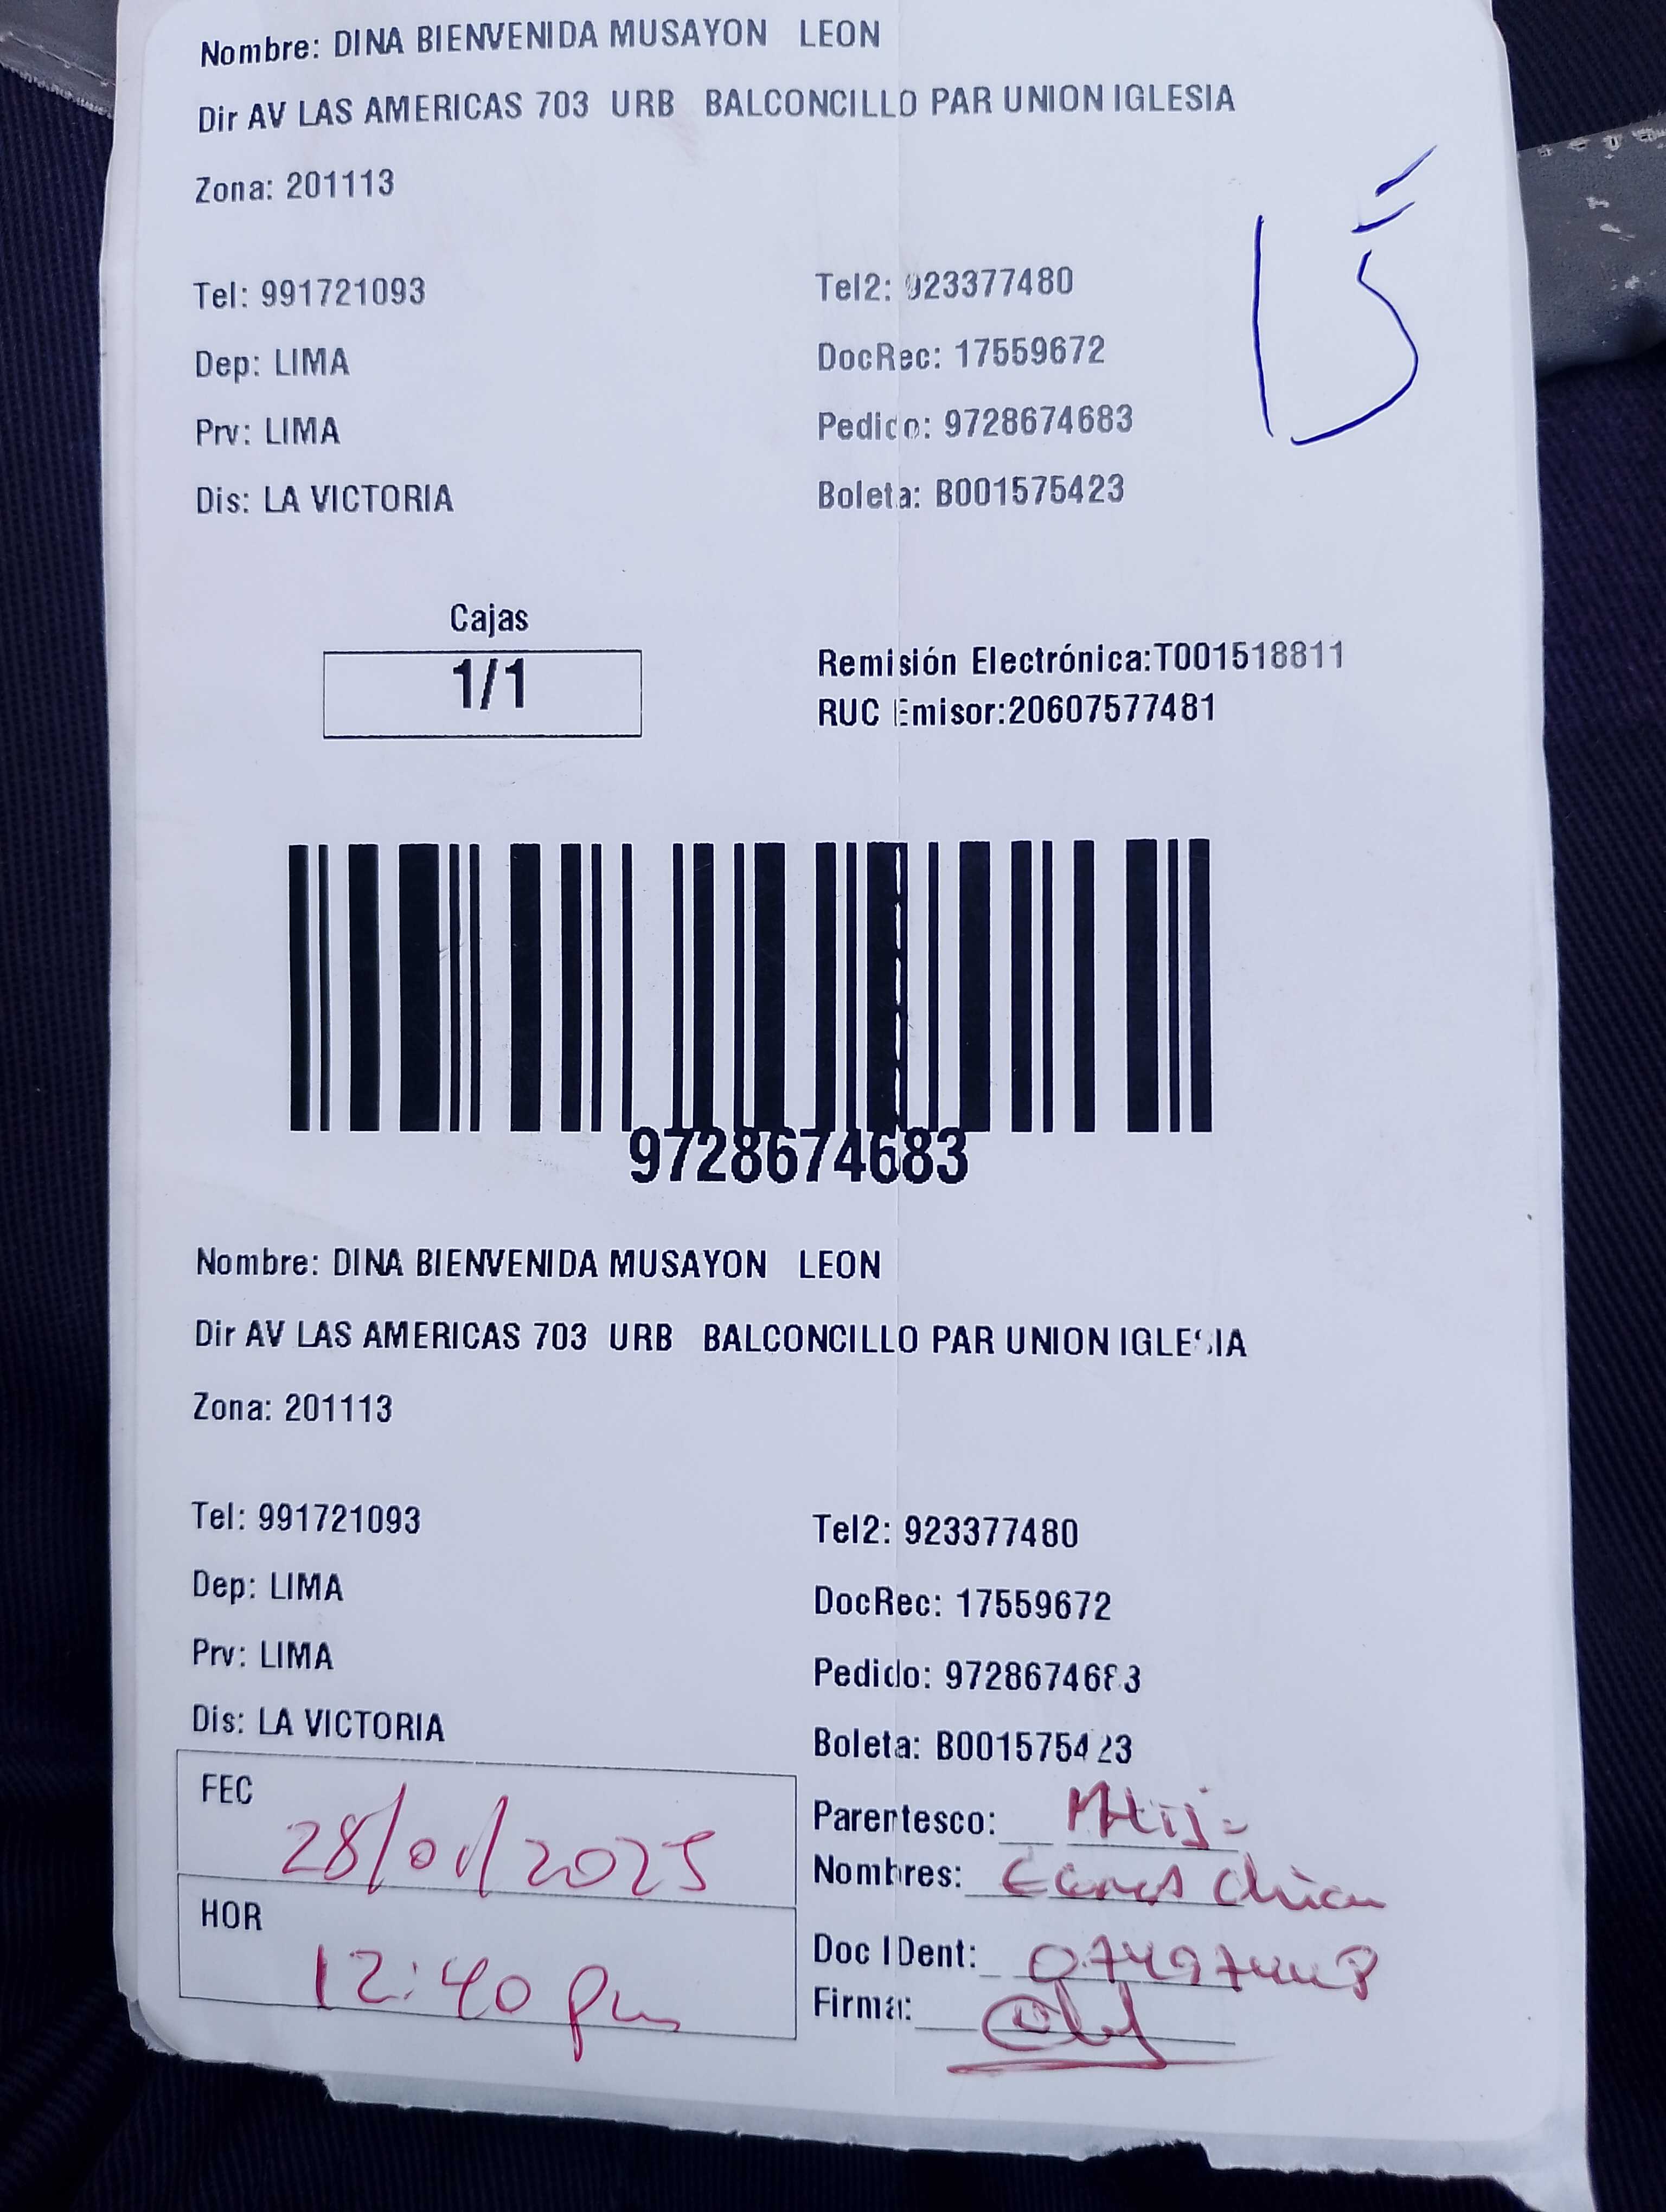 Nombre: DINA BIENVENIDA MUSAYON LEON
Dir AV LAS AMERICAS 703 URB BALCONCILLO PAR UNION IGLESIA
Zona: 201113
15
Tel: 991721093
Tel2: 923377480
Dep: LIMA
DocRec: 17559672
Prv: LIMA
Pedido: 9728674683
Dis: LA VICTORIA
Boleta: B001575423
Cajas
1/1
Remisión Electrónica:T001518811
RUC Emisor:20607577481
9728674683
Nombre: DINA BIENVENIDA MUSAYON LEON
Dir AV LAS AMERICAS 703 URB BALCONCILLO PAR UNION IGLESIA
Zona: 201113
Tel: 991721093
Tel2: 923377480
Dep: LIMA
DocRec: 17559672
Prv: LIMA
Pedido: 9728674683
Dis: LA VICTORIA
Boleta: B001575423
FEC 28/01/2025
Parentesco:
Nombres:
HOR 12:40 pm
Doc IDent:
Firma: